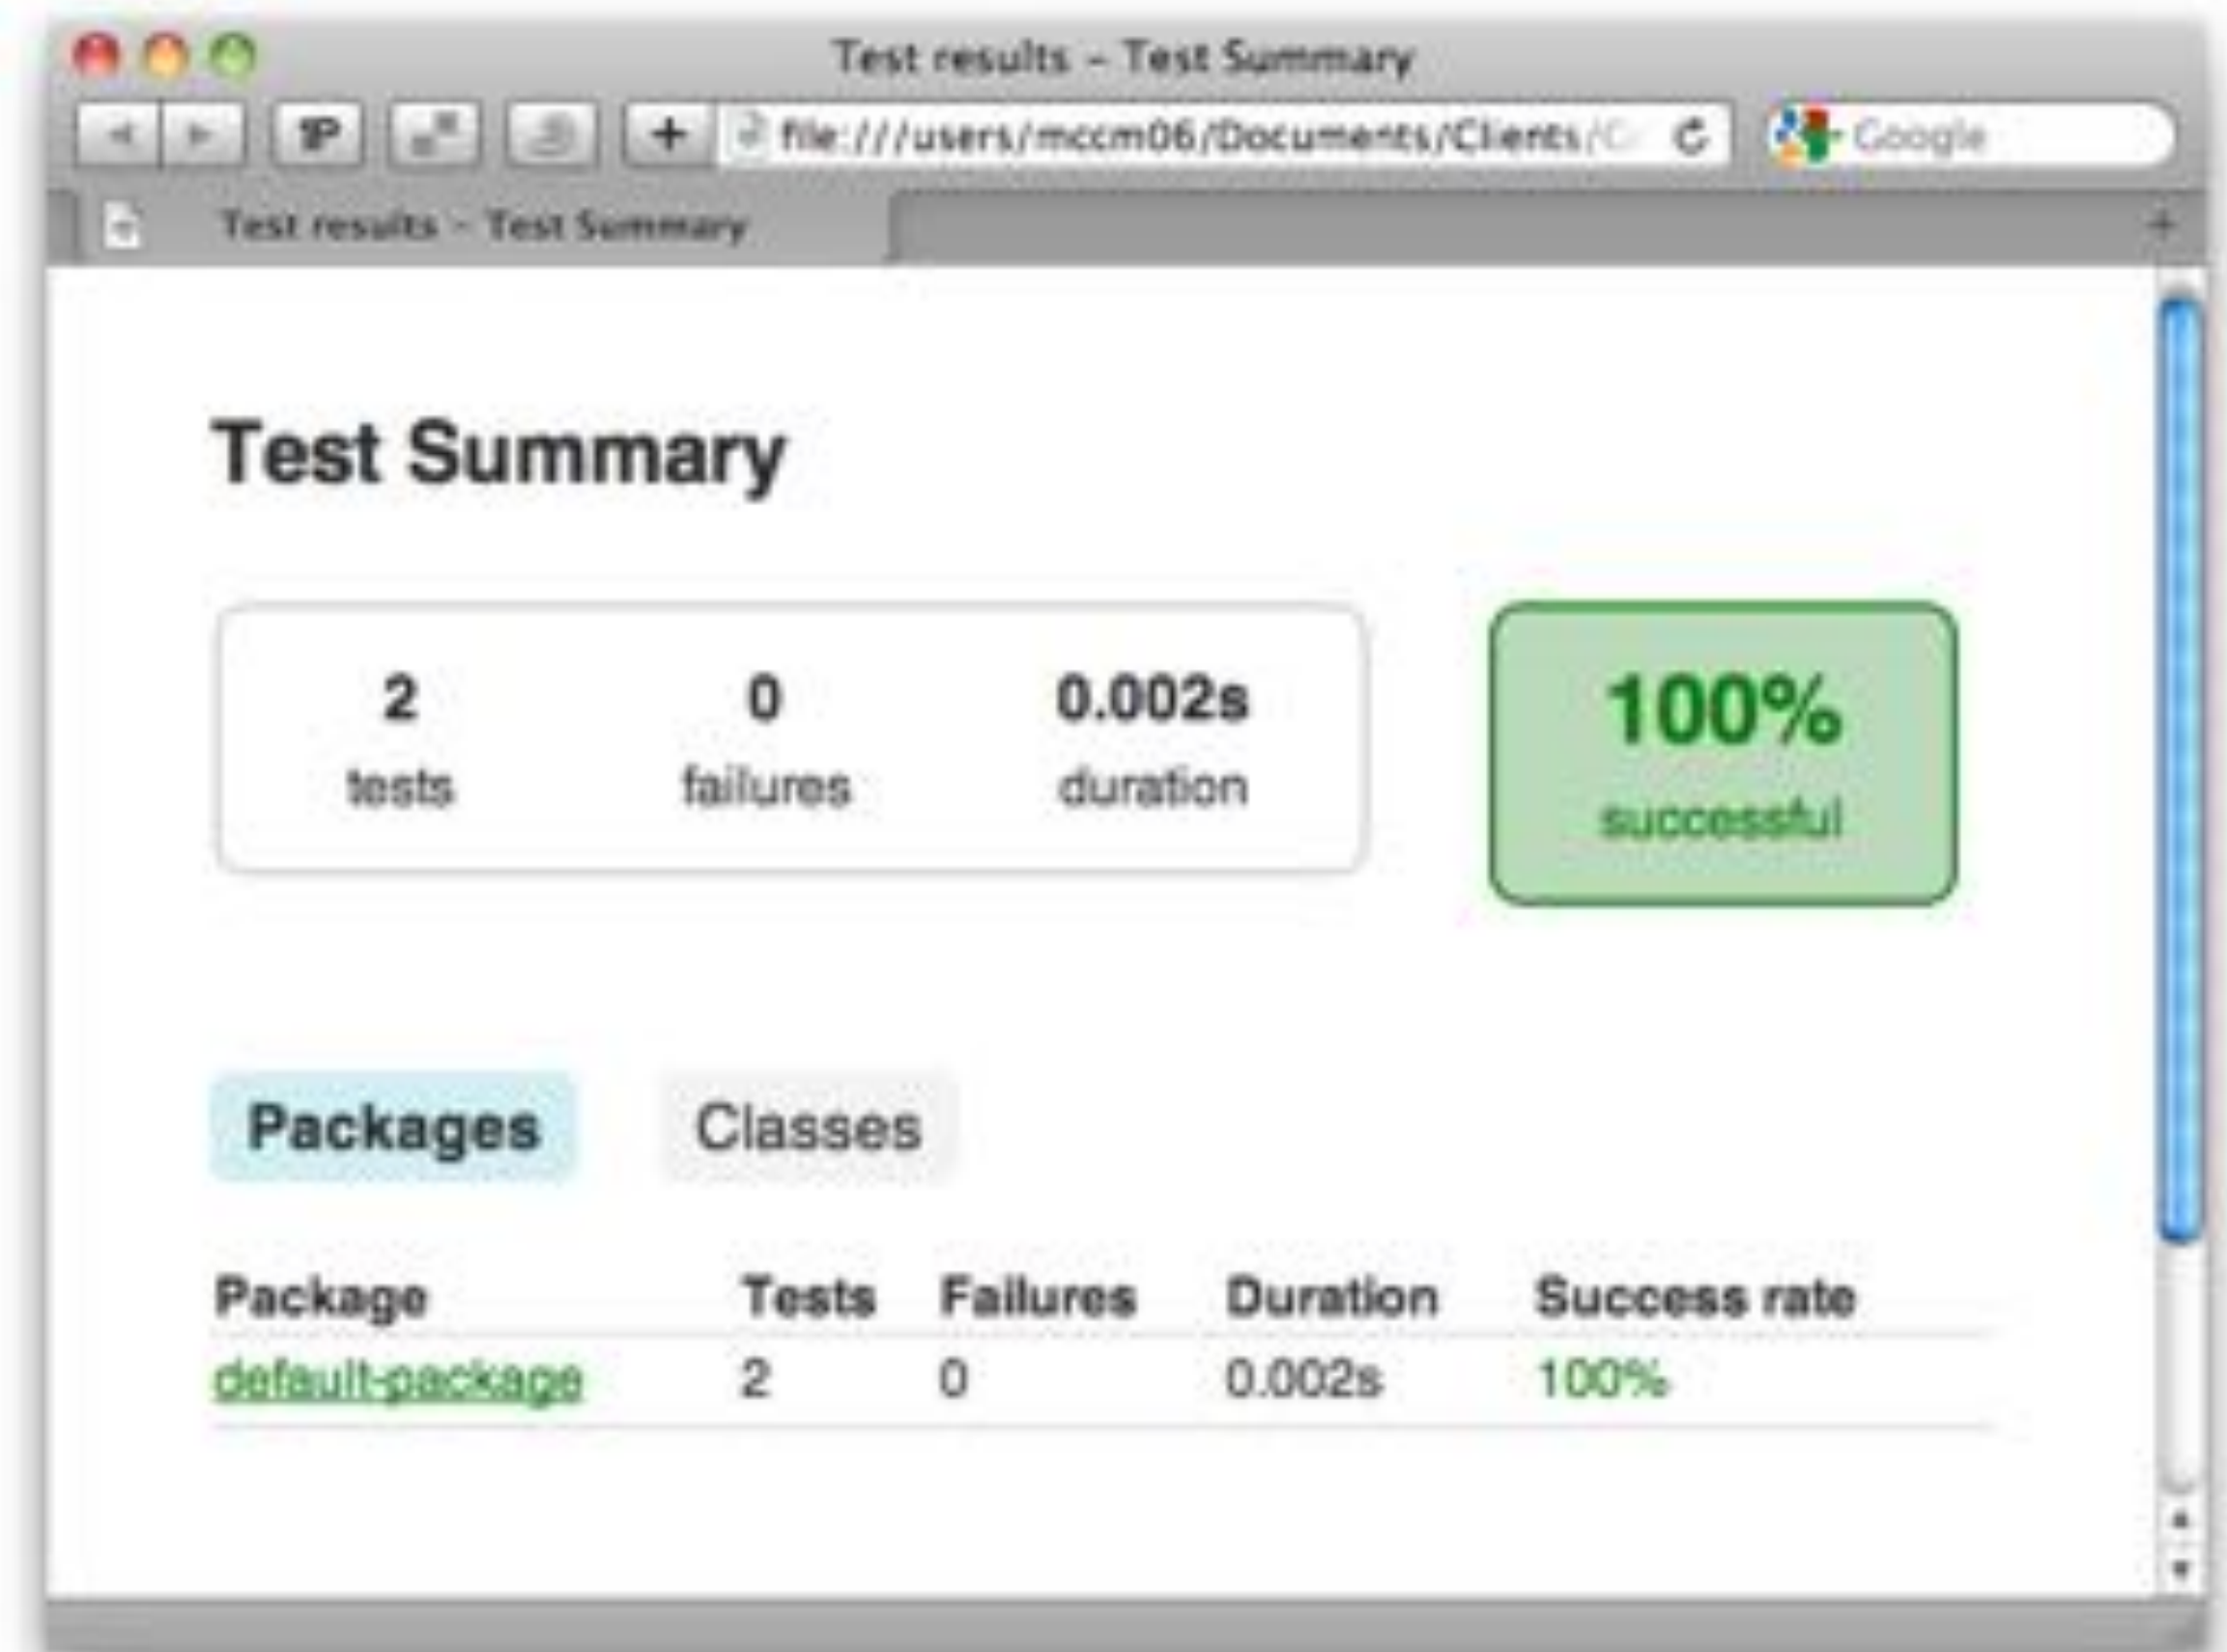 Test results – Test Summary
1P + file:///users/mccm06/Documents/Clients/ Google
Test results – Test Summary +
Test Summary
2 0 0.002s 100%
tests failures duration successful
Packages Classes
Package Tests Failures Duration Success rate
default-package 2 0 0.002s 100%